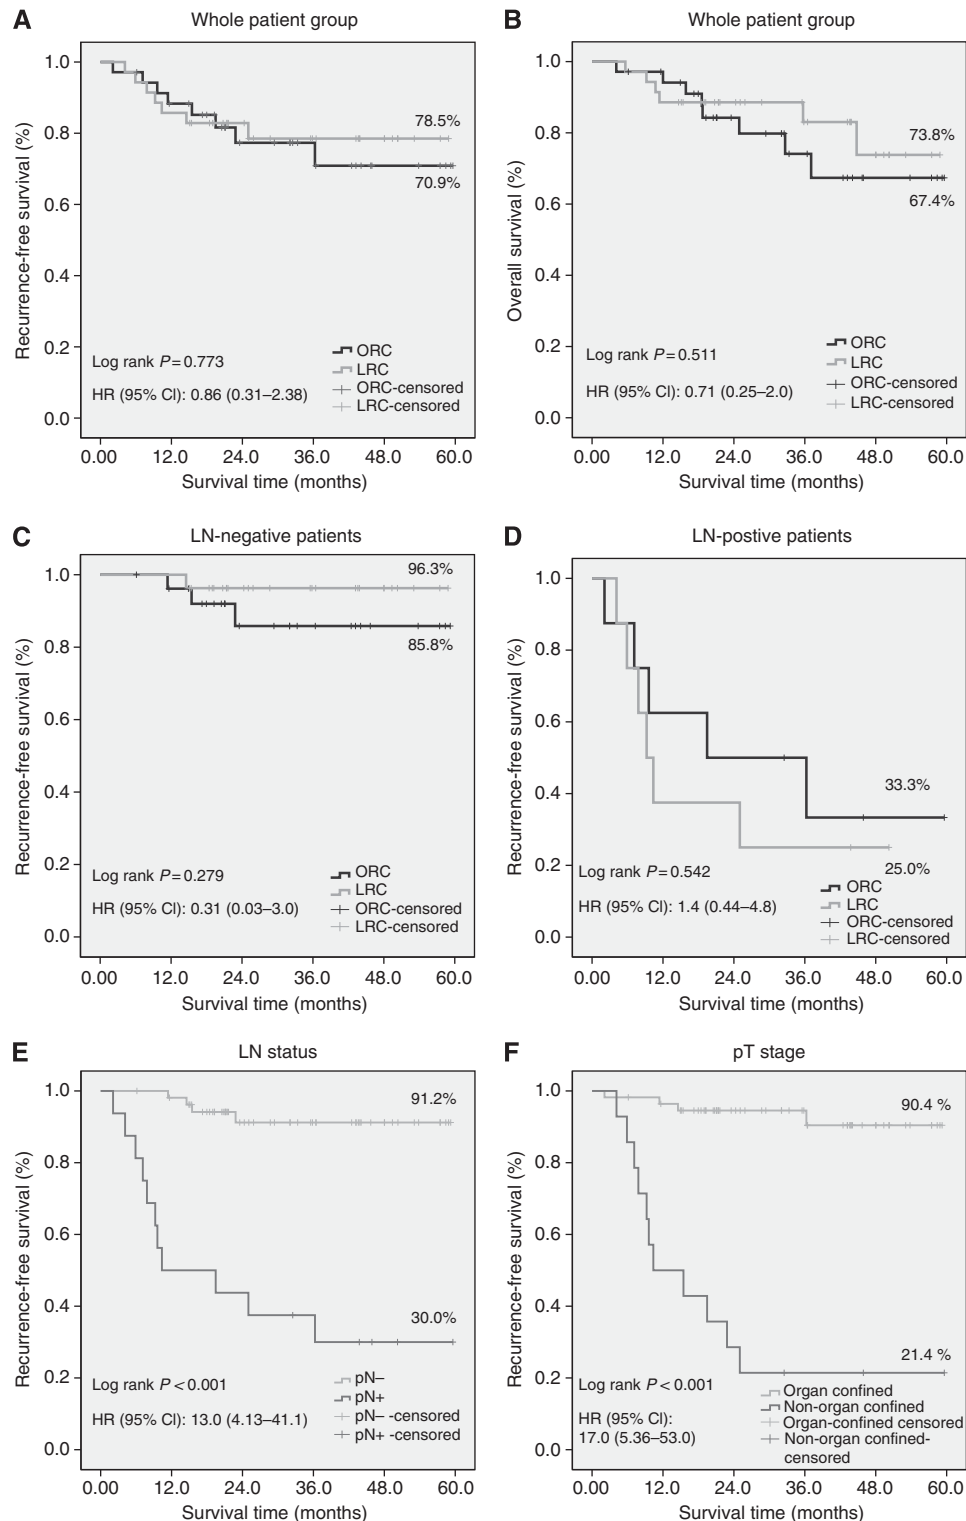 A Whole patient group
Recurrence-free survival (%)
1.0
0.8
0.6
0.4
0.2
0.0
78.5%
70.9%
Log rank P=0.773
HR (95% CI): 0.86 (0.31–2.38)
ORC
LRC
ORC-censored
LRC-censored
0.00 12.0 24.0 36.0 48.0 60.0
Survival time (months)
B Whole patient group
Overall survival (%)
1.0
0.8
0.6
0.4
0.2
0.0
73.8%
67.4%
Log rank P=0.511
HR (95% CI): 0.71 (0.25–2.0)
ORC
LRC
ORC-censored
LRC-censored
0.00 12.0 24.0 36.0 48.0 60.0
Survival time (months)
C LN-negative patients
Recurrence-free survival (%)
1.0
0.8
0.6
0.4
0.2
0.0
96.3%
85.8%
Log rank P=0.279
HR (95% CI): 0.31 (0.03–3.0)
ORC
LRC
ORC-censored
LRC-censored
0.00 12.0 24.0 36.0 48.0 60.0
Survival time (months)
D LN-postive patients
Recurrence-free survival (%)
1.0
0.8
0.6
0.4
0.2
0.0
33.3%
25.0%
Log rank P=0.542
HR (95% CI): 1.4 (0.44–4.8)
ORC
LRC
ORC-censored
LRC-censored
0.00 12.0 24.0 36.0 48.0 60.0
Survival time (months)
E LN status
Recurrence-free survival (%)
1.0
0.8
0.6
0.4
0.2
0.0
91.2%
30.0%
Log rank P<0.001
HR (95% CI): 13.0 (4.13–41.1)
pN–
pN+
pN– -censored
pN+ -censored
0.00 12.0 24.0 36.0 48.0 60.0
Survival time (months)
F pT stage
Recurrence-free survival (%)
1.0
0.8
0.6
0.4
0.2
0.0
90.4 %
21.4 %
Log rank P<0.001
HR (95% CI):
17.0 (5.36–53.0)
Organ confined
Non-organ confined
Organ-confined censored
Non-organ confined-
censored
0.00 12.0 24.0 36.0 48.0 60.0
Survival time (months)